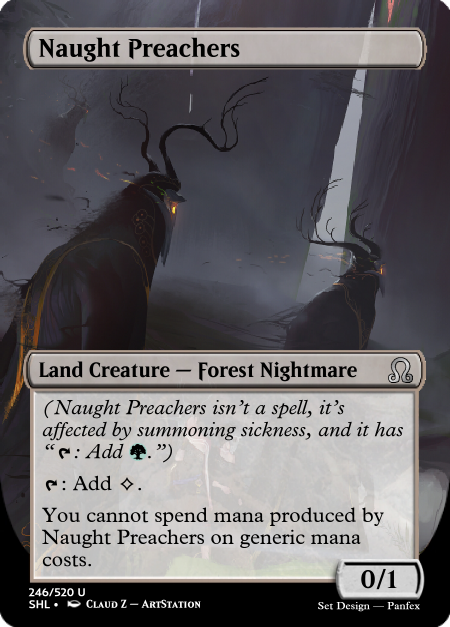 Naught Preachers
Land Creature — Forest Nightmare
(Naught Preachers isn't a spell, it's
affected by summoning sickness, and it has
“: Add .”)
: Add .
You cannot spend mana produced by
Naught Preachers on generic mana
costs.
0/1
246/520 U
SHL • Claud Z — ArtStation
Set Design — Panfex